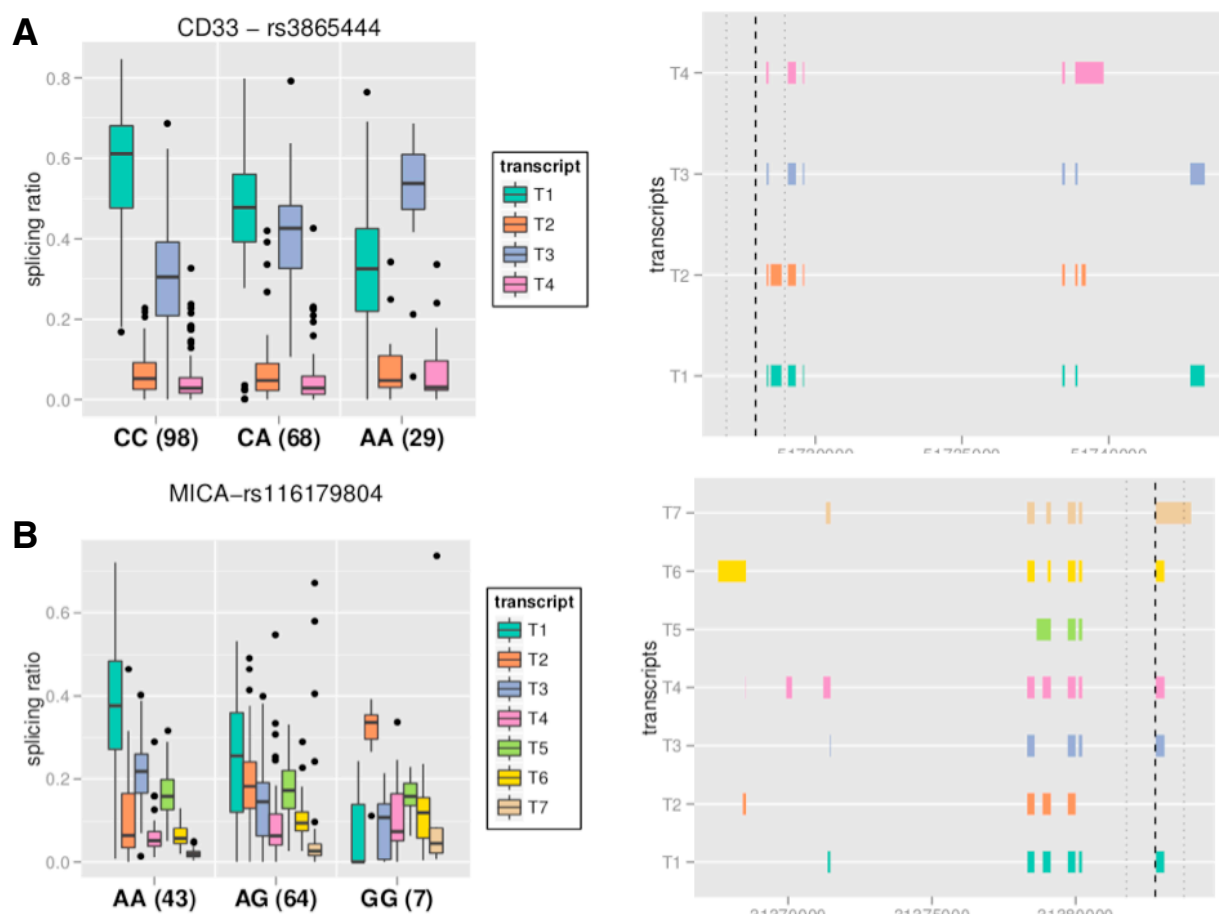 A
CD33 – rs3865444
splicing ratio
0.8
0.6
0.4
0.2
0.0
CC (98)
CA (68)
AA (29)
transcript
T1
T2
T3
T4
transcripts
T4
T3
T2
T1
B
MICA–rs116179804
splicing ratio
0.6
0.4
0.2
0.0
AA (43)
AG (64)
GG (7)
transcript
T1
T2
T3
T4
T5
T6
T7
transcripts
T7
T6
T5
T4
T3
T2
T1